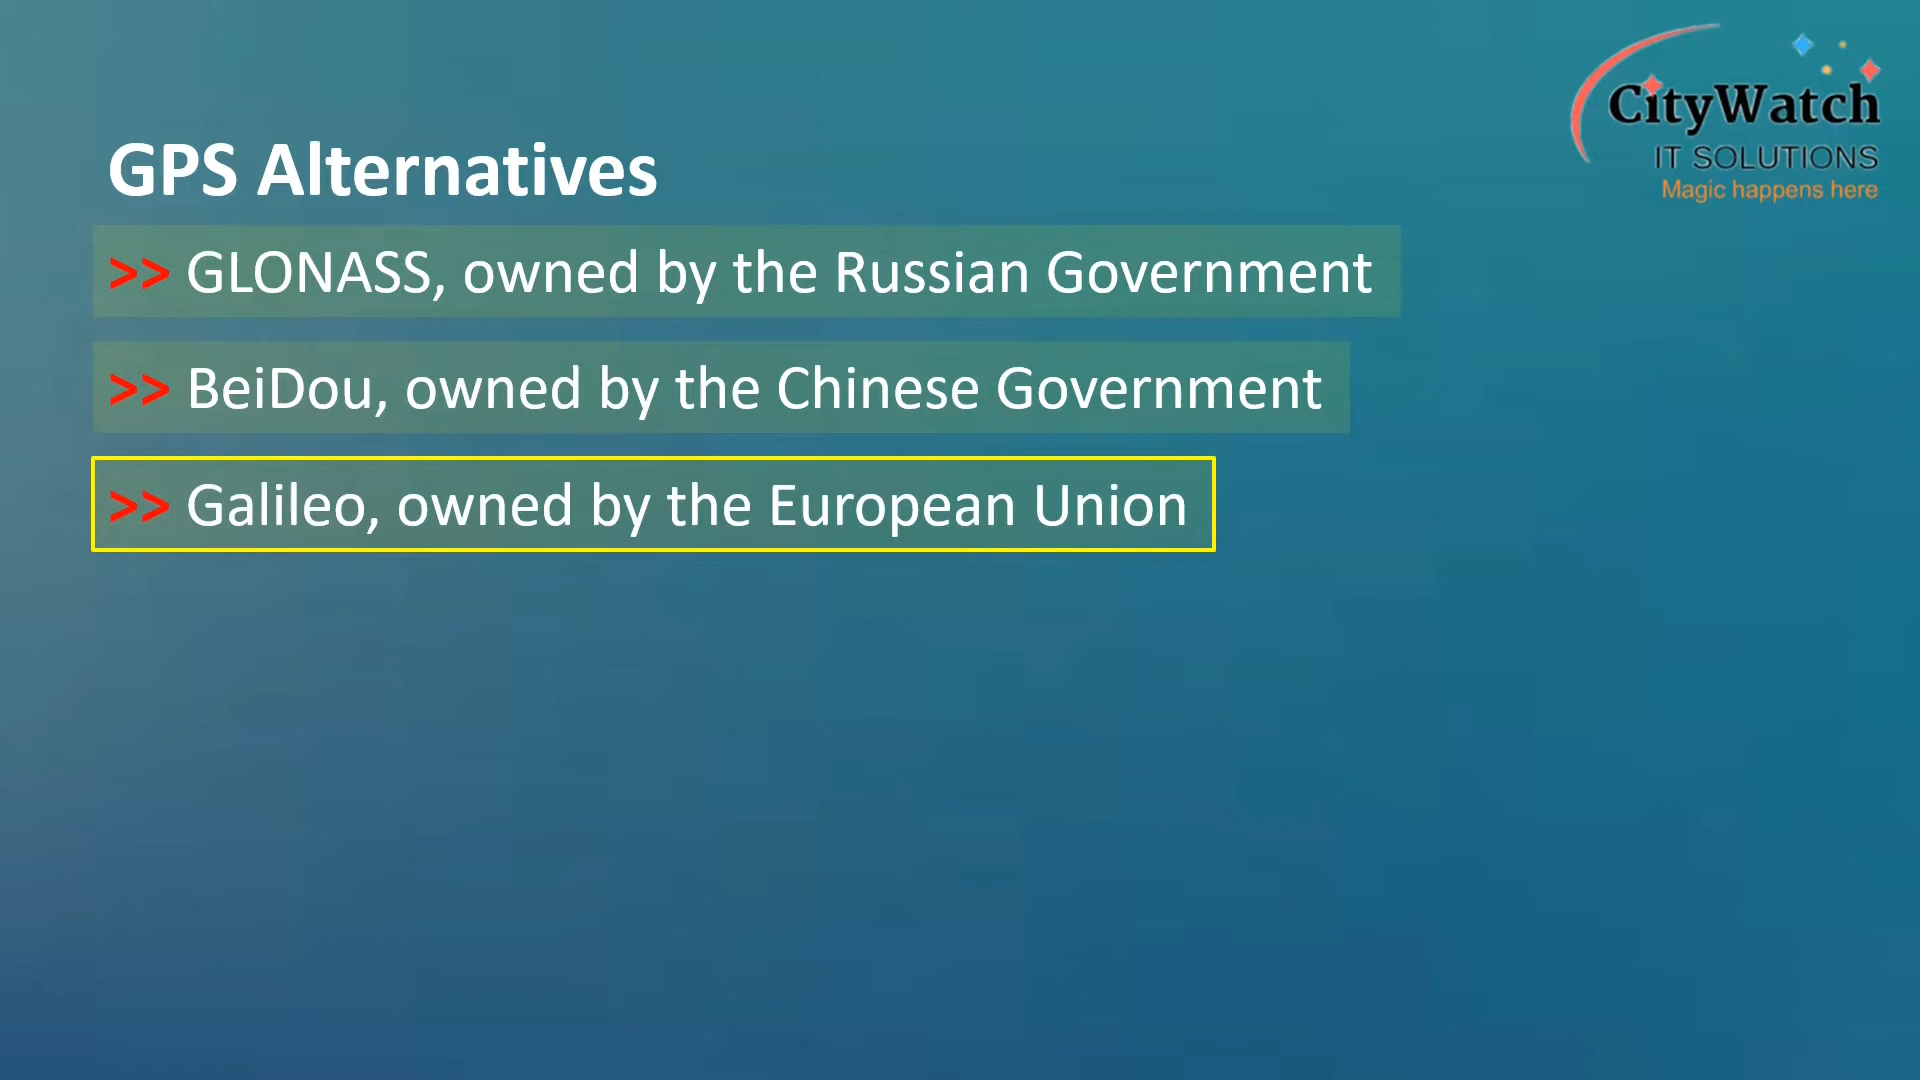 CityWatch
IT SOLUTIONS
Magic happens here
GPS Alternatives
>> GLONASS, owned by the Russian Government
>> BeiDou, owned by the Chinese Government
>> Galileo, owned by the European Union